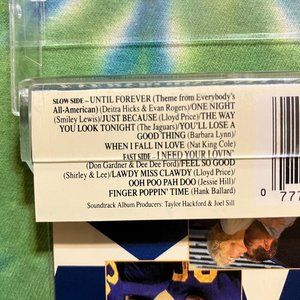 SLOW SIDE – UNTIL FOREVER (Theme from Everybody's
All-American) (Deitra Hicks & Evan Rogers)/ONE NIGHT
(Smiley Lewis)/JUST BECAUSE (Lloyd Price)/THE WAY
YOU LOOK TONIGHT (The Jaguars)/YOU'LL LOSE A
GOOD THING (Barbara Lynn)/
WHEN I FALL IN LOVE (Nat King Cole)
FAST SIDE – I NEED YOUR LOVIN'
(Don Gardner & Dee Dee Ford)/FEEL SO GOOD
(Shirley & Lee)/LAWDY MISS CLAWDY (Lloyd Price)/
OOH POO PAH DOO (Jessie Hill)/
FINGER POPPIN' TIME (Hank Ballard)
Soundtrack Album Producers: Taylor Hackford & Joel Sill
0 777